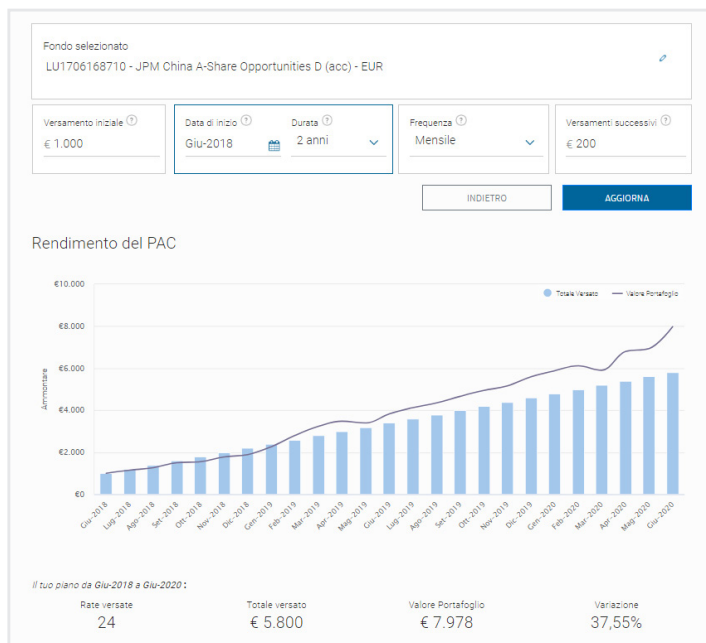 Fondo selezionato
LU1706168710 - JPM China A-Share Opportunities D (acc) - EUR
Versamento iniziale ?
€ 1.000
Data di inizio ?
Giu-2018
Durata ?
2 anni
Frequenza ?
Mensile
Versamenti successivi ?
€ 200
INDIETRO
AGGIORNA
Rendimento del PAC
€10.000
€8.000
€6.000
€4.000
€2.000
€0
Ammontare
Totale Versato
Valore Portafoglio
Giu-2018
Lug-2018
Ago-2018
Set-2018
Ott-2018
Nov-2018
Dic-2018
Gen-2019
Feb-2019
Mar-2019
Apr-2019
Mag-2019
Giu-2019
Lug-2019
Ago-2019
Set-2019
Ott-2019
Nov-2019
Dic-2019
Gen-2020
Feb-2020
Mar-2020
Apr-2020
Mag-2020
Giu-2020
Il tuo piano da Giu-2018 a Giu-2020 :
Rate versate
24
Totale versato
€ 5.800
Valore Portafoglio
€ 7.978
Variazione
37,55%